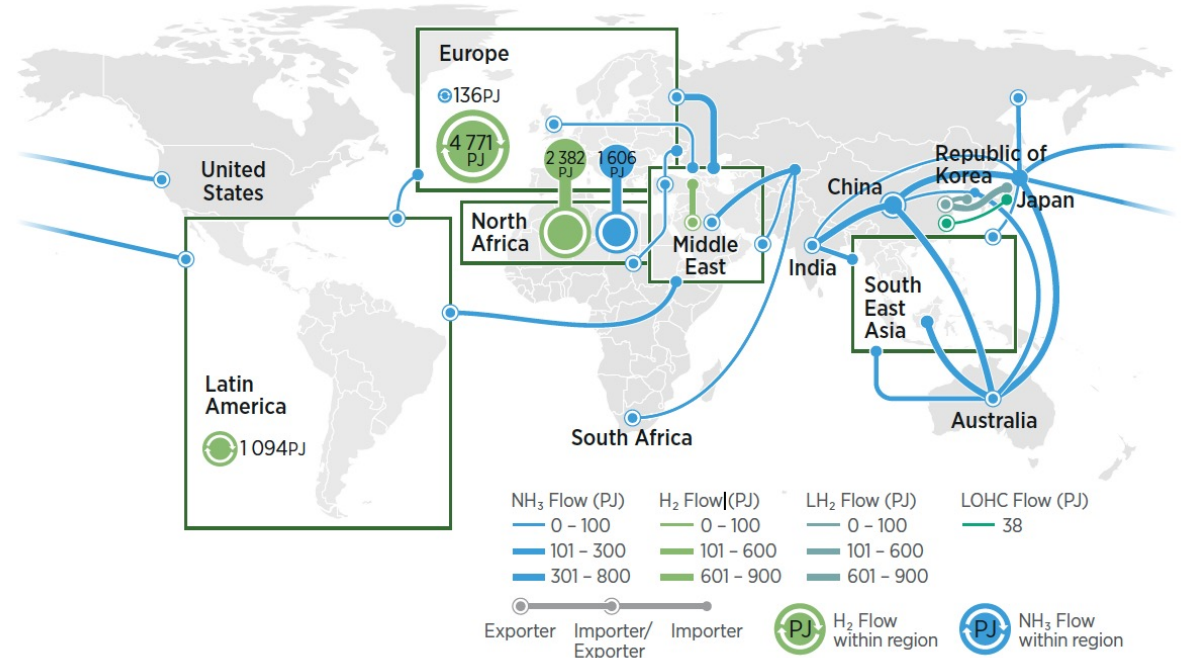 Europe
136PJ
4 771
PJ
2 382
PJ
1 606
PJ
United
States
North
Africa
Middle
East
China
Republic of
Korea
Japan
India
South
East
Asia
Latin
America
1 094PJ
South Africa
Australia
NH₃ Flow (PJ)
0 – 100
101 – 300
301 – 800
H₂ Flow (PJ)
0 – 100
101 – 600
601 – 900
LH₂ Flow (PJ)
0 – 100
101 – 600
601 – 900
LOHC Flow (PJ)
38
Exporter
Importer/
Exporter
Importer
PJ
H₂ Flow
within region
PJ
NH₃ Flow
within region